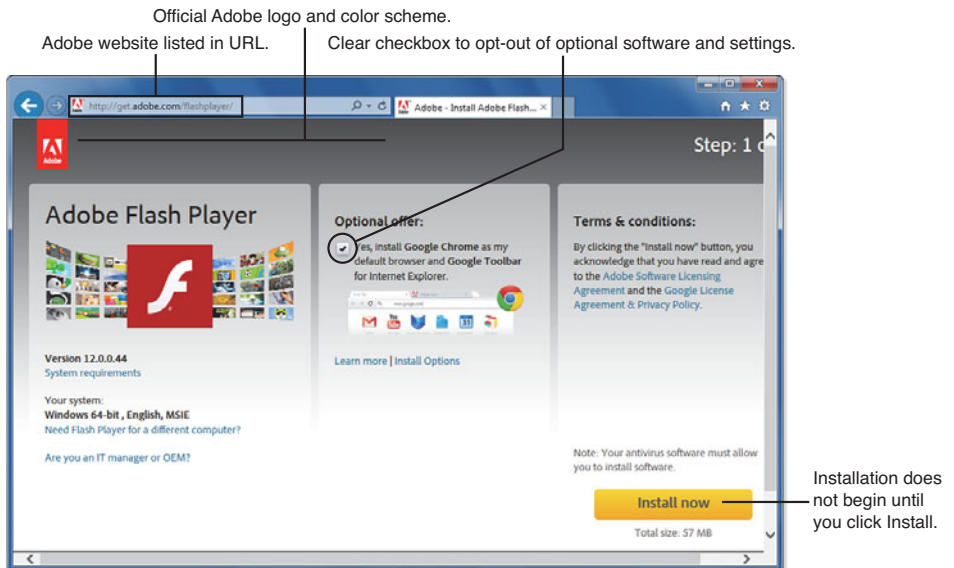 Official Adobe logo and color scheme.
Adobe website listed in URL.
Clear checkbox to opt-out of optional software and settings.
http://get.adobe.com/flashplayer/
Adobe - Install Adobe Flash...
Adobe
Step: 1 o
Adobe Flash Player
Version 12.0.0.44
System requirements
Your system:
Windows 64-bit , English, MSIE
Need Flash Player for a different computer?
Are you an IT manager or OEM?
Optional offer:
Yes, install Google Chrome as my
default browser and Google Toolbar
for Internet Explorer.
31
Learn more | Install Options
Terms & conditions:
By clicking the "Install now" button, you
acknowledge that you have read and agre
to the Adobe Software Licensing
Agreement and the Google License
Agreement & Privacy Policy.
Note: Your antivirus software must allow
you to install software.
Install now
Total size: 57 MB
Installation does
not begin until
you click Install.